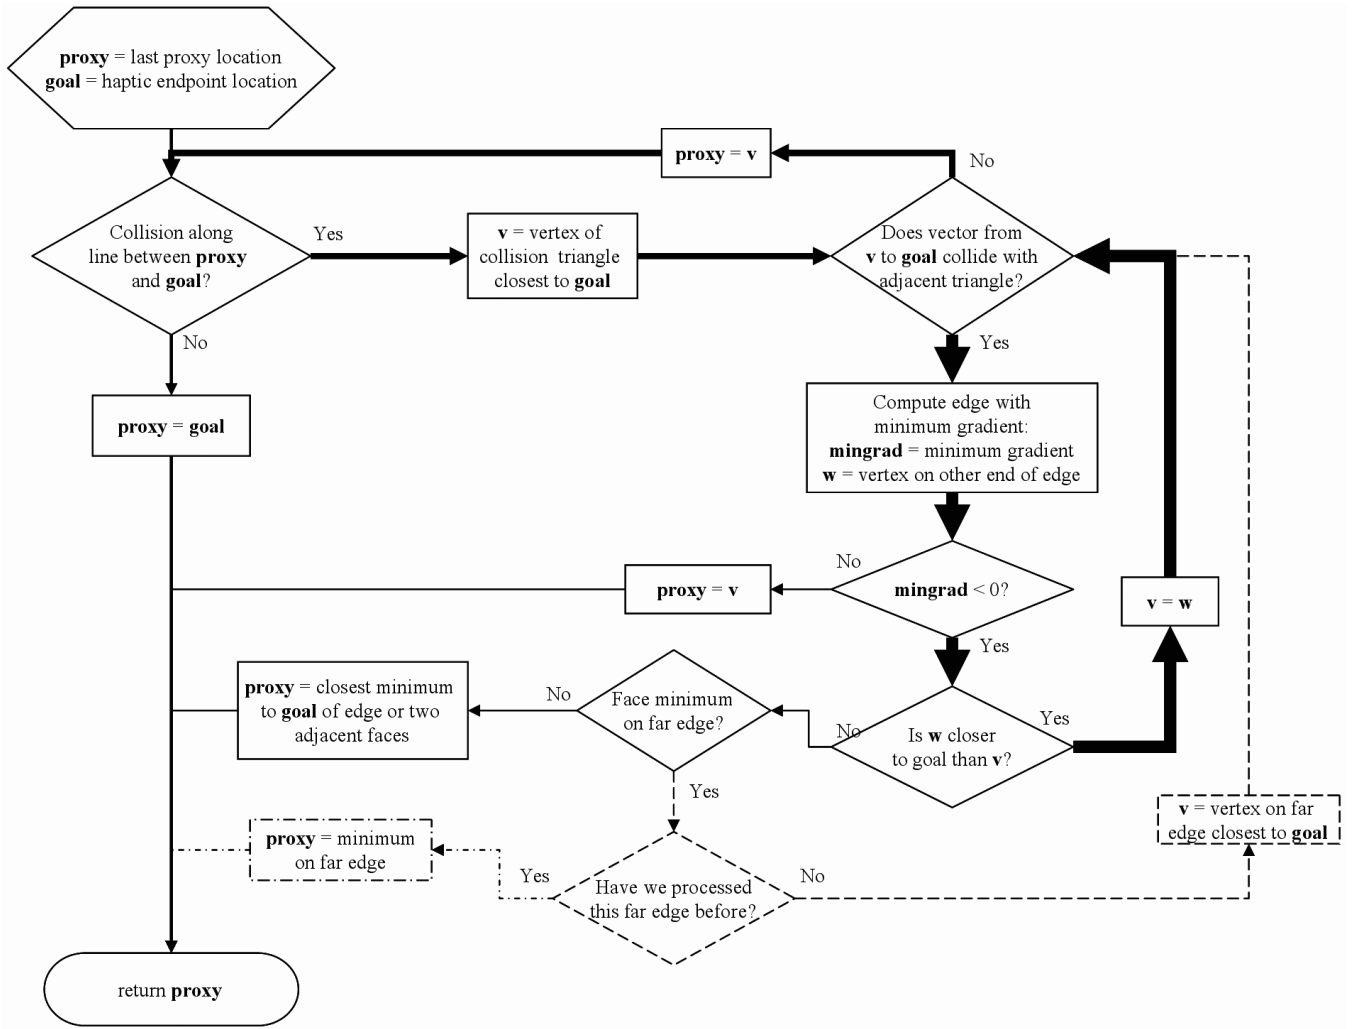 proxy = last proxy location
goal = haptic endpoint location
proxy = v
No
Collision along
line between proxy
and goal?
Yes
v = vertex of
collision triangle
closest to goal
Does vector from
v to goal collide with
adjacent triangle?
No
Yes
proxy = goal
Compute edge with
minimum gradient:
mingrad = minimum gradient
w = vertex on other end of edge
No
proxy = v
mingrad < 0?
v = w
Yes
proxy = closest minimum
to goal of edge or two
adjacent faces
No
Face minimum
on far edge?
No
Is w closer
to goal than v?
Yes
Yes
v = vertex on far
edge closest to goal
proxy = minimum
on far edge
Yes
Have we processed
this far edge before?
No
return proxy